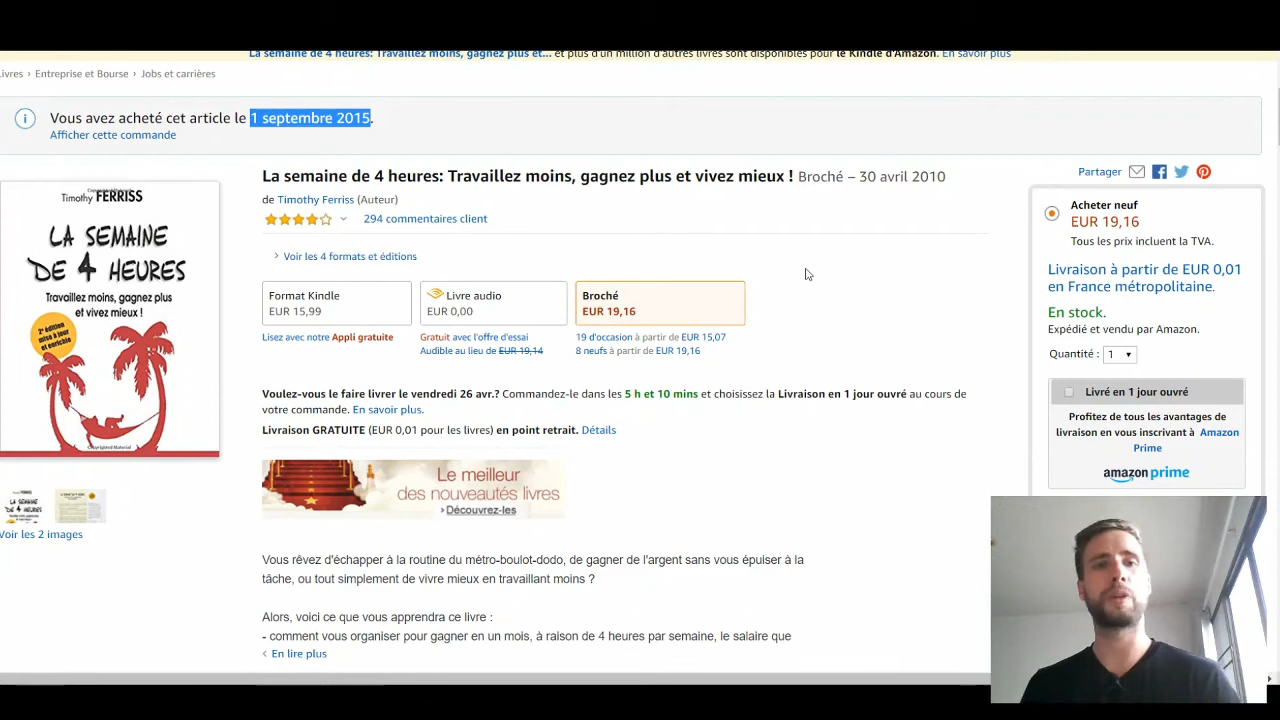 La semaine de 4 heures: Travaillez moins, gagnez plus et... et plus d'un million d'autres livres sont disponibles pour le Kindle d'Amazon. En savoir plus
Livres › Entreprise et Bourse › Jobs et carrières
Vous avez acheté cet article le 1 septembre 2015.
Afficher cette commande
La semaine de 4 heures: Travaillez moins, gagnez plus et vivez mieux ! Broché – 30 avril 2010
de Timothy Ferriss (Auteur)
294 commentaires client
Voir les 4 formats et éditions
Format Kindle
EUR 15,99
Lisez avec notre Appli gratuite
Livre audio
EUR 0,00
Gratuit avec l'offre d'essai
Audible au lieu de EUR 19,14
Broché
EUR 19,16
19 d'occasion à partir de EUR 15,07
8 neufs à partir de EUR 19,16
Voulez-vous le faire livrer le vendredi 26 avr.? Commandez-le dans les 5 h et 10 mins et choisissez la Livraison en 1 jour ouvré au cours de
votre commande. En savoir plus.
Livraison GRATUITE (EUR 0,01 pour les livres) en point retrait. Détails
Le meilleur
des nouveautés livres
› Découvrez-les
Vous rêvez d'échapper à la routine du métro-boulot-dodo, de gagner de l'argent sans vous épuiser à la
tâche, ou tout simplement de vivre mieux en travaillant moins ?
Alors, voici ce que vous apprendra ce livre :
- comment vous organiser pour gagner en un mois, à raison de 4 heures par semaine, le salaire que
En lire plus
Timothy FERRISS
LA SEMAINE
DE 4 HEURES
Travaillez moins, gagnez plus
et vivez mieux !
2e édition
mise à jour
et enrichie
Copyrighted Material
Voir les 2 images
Partager
Acheter neuf
EUR 19,16
Tous les prix incluent la TVA.
Livraison à partir de EUR 0,01
en France métropolitaine.
En stock.
Expédié et vendu par Amazon.
Quantité : 1
Livré en 1 jour ouvré
Profitez de tous les avantages de
livraison en vous inscrivant à Amazon
Prime
amazon prime